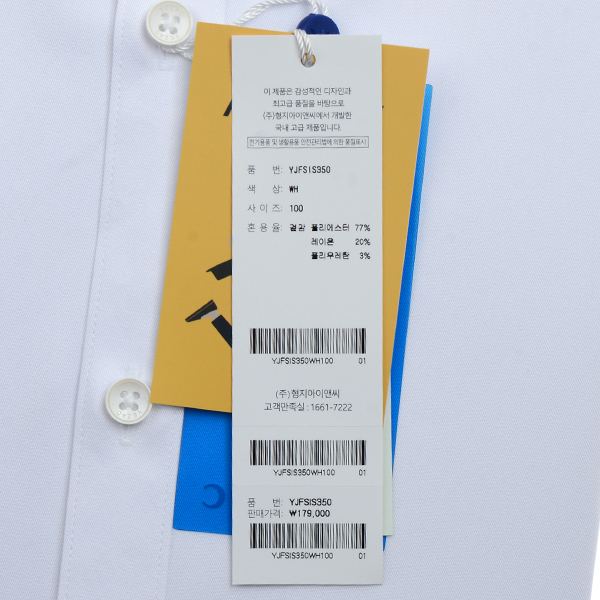 이 제품은 감성적인 디자인과
최고급 품질을 바탕으로
(주)형지아이앤씨에서 개발한
국내 고급 제품입니다.
전기용품 및 생활용품 안전관리법에 의한 품질표시
품 번: YJFSIS350
색 상: WH
사 이 즈: 100
혼 용 율: 겉감 폴리에스터 77%
레이온 20%
폴리우레탄 3%
YJFSIS350WH100 01
(주)형지아이앤씨
고객만족실 : 1661-7222
YJFSIS350WH100 01
품 번: YJFSIS350
판매가격: ₩179,000
YJFSIS350WH100 01